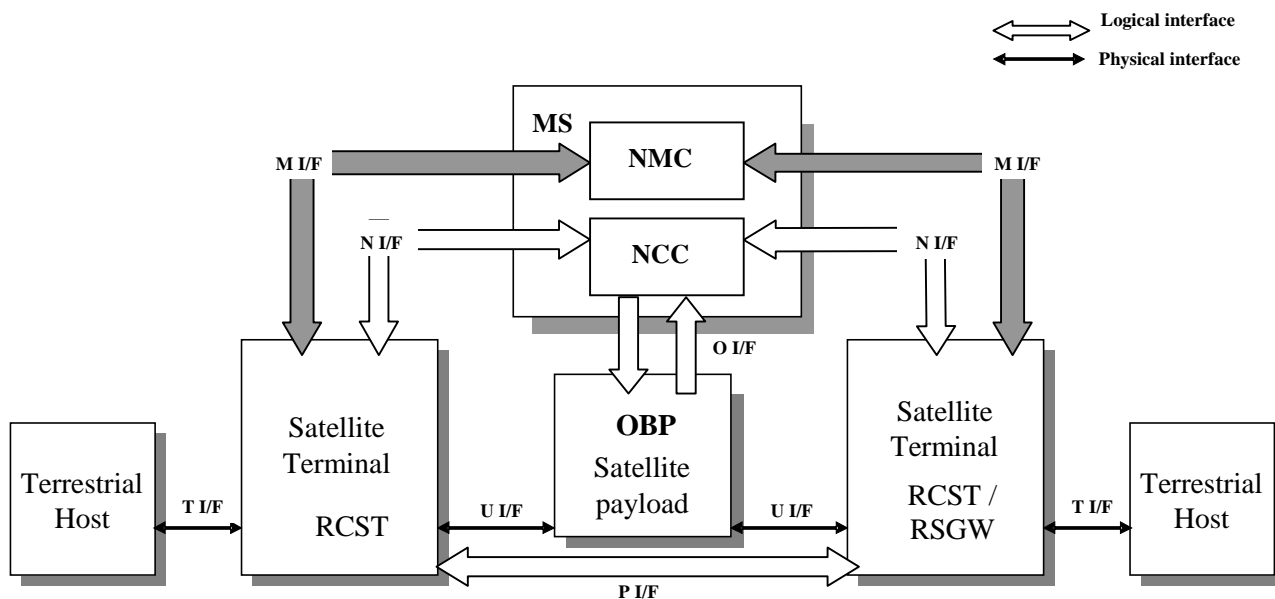 Logical interface
Physical interface
MS
NMC
M I/F
M I/F
N I/F
NCC
N I/F
O I/F
Satellite
Terminal
RCST
OBP
Satellite
payload
Satellite
Terminal
RCST /
RSGW
Terrestrial
Host
Terrestrial
Host
T I/F
U I/F
U I/F
T I/F
P I/F